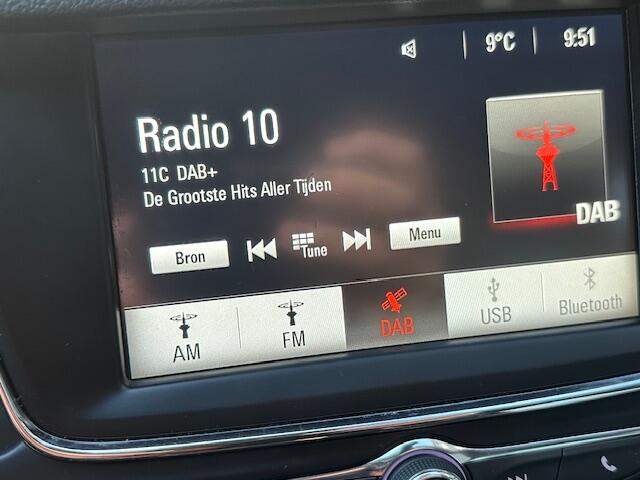 9°C
9:51
Radio 10
11C DAB+
De Grootste Hits Aller Tijden
DAB
Bron
Tune
Menu
AM
FM
DAB
USB
Bluetooth